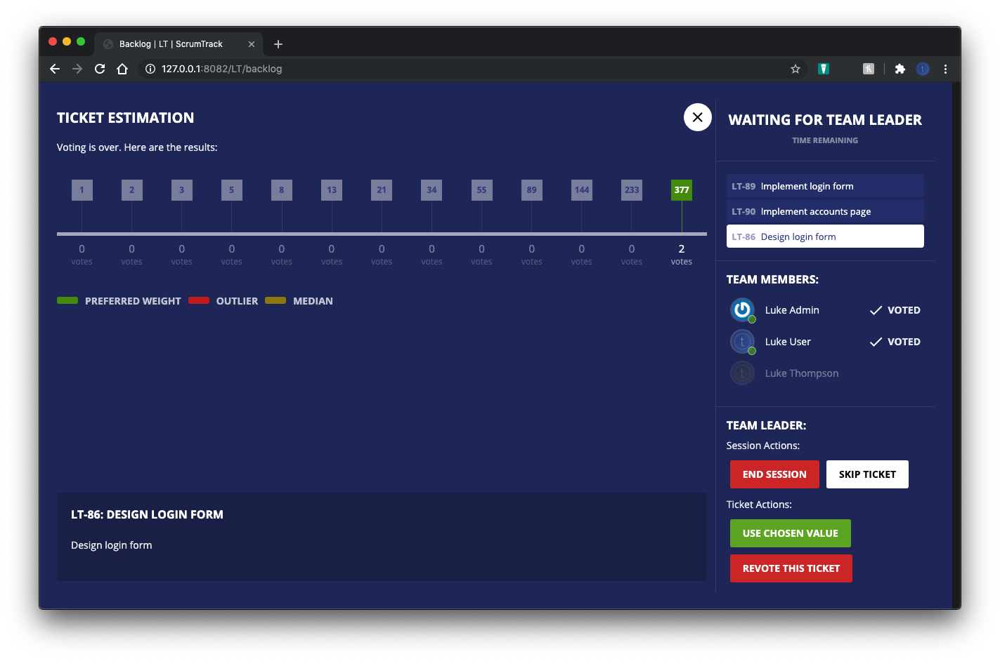 Backlog | LT | ScrumTrack
127.0.0.1:8082/LT/backlog
TICKET ESTIMATION
Voting is over. Here are the results:
1 2 3 5 8 13 21 34 55 89 144 233 377
0 0 0 0 0 0 0 0 0 0 0 0 2
votes votes votes votes votes votes votes votes votes votes votes votes votes
PREFERRED WEIGHT OUTLIER MEDIAN
LT-86: DESIGN LOGIN FORM
Design login form
WAITING FOR TEAM LEADER
TIME REMAINING
LT-89 Implement login form
LT-90 Implement accounts page
LT-86 Design login form
TEAM MEMBERS:
Luke Admin VOTED
t Luke User VOTED
t Luke Thompson
TEAM LEADER:
Session Actions:
END SESSION SKIP TICKET
Ticket Actions:
USE CHOSEN VALUE
REVOTE THIS TICKET